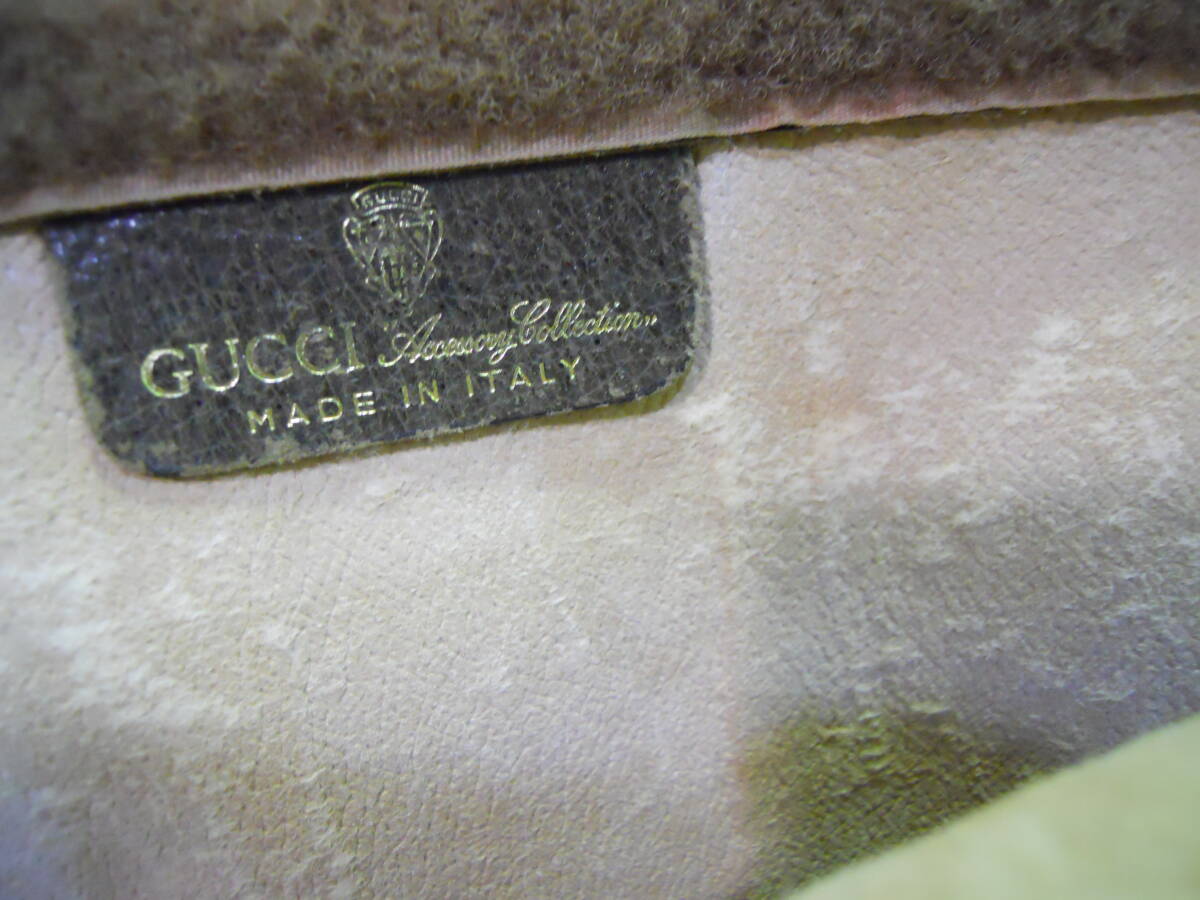 GUCCI
GUCCI "Accessory Collection"
MADE IN ITALY